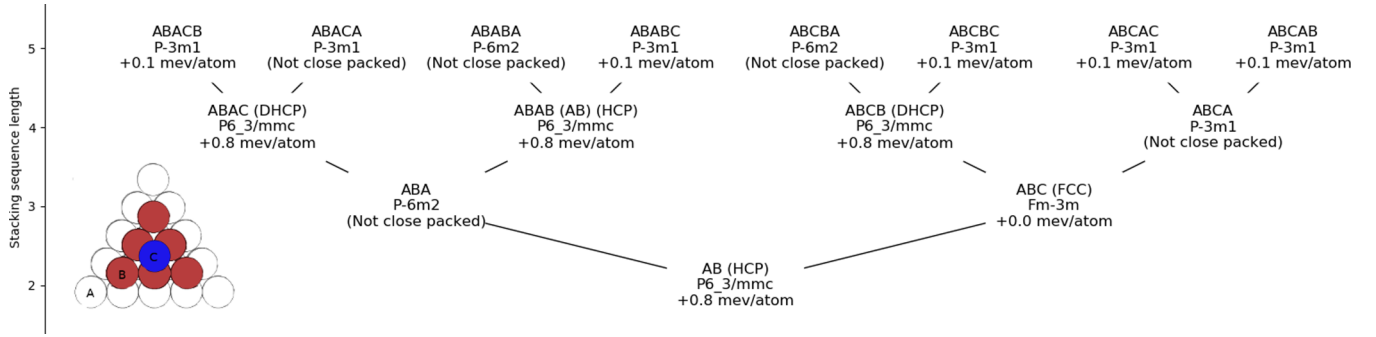 ABACB
P-3m1
+0.1 mev/atom
ABACA
P-3m1
(Not close packed)
ABABA
P-6m2
(Not close packed)
ABABC
P-3m1
+0.1 mev/atom
ABCBA
P-6m2
(Not close packed)
ABCBC
P-3m1
+0.1 mev/atom
ABCAC
P-3m1
+0.1 mev/atom
ABCAB
P-3m1
+0.1 mev/atom
ABAC (DHCP)
P6_3/mmc
+0.8 mev/atom
ABAB (AB) (HCP)
P6_3/mmc
+0.8 mev/atom
ABCB (DHCP)
P6_3/mmc
+0.8 mev/atom
ABCA
P-3m1
(Not close packed)
ABA
P-6m2
(Not close packed)
ABC (FCC)
Fm-3m
+0.0 mev/atom
AB (HCP)
P6_3/mmc
+0.8 mev/atom
Stacking sequence length
5
4
3
2
C
B
A